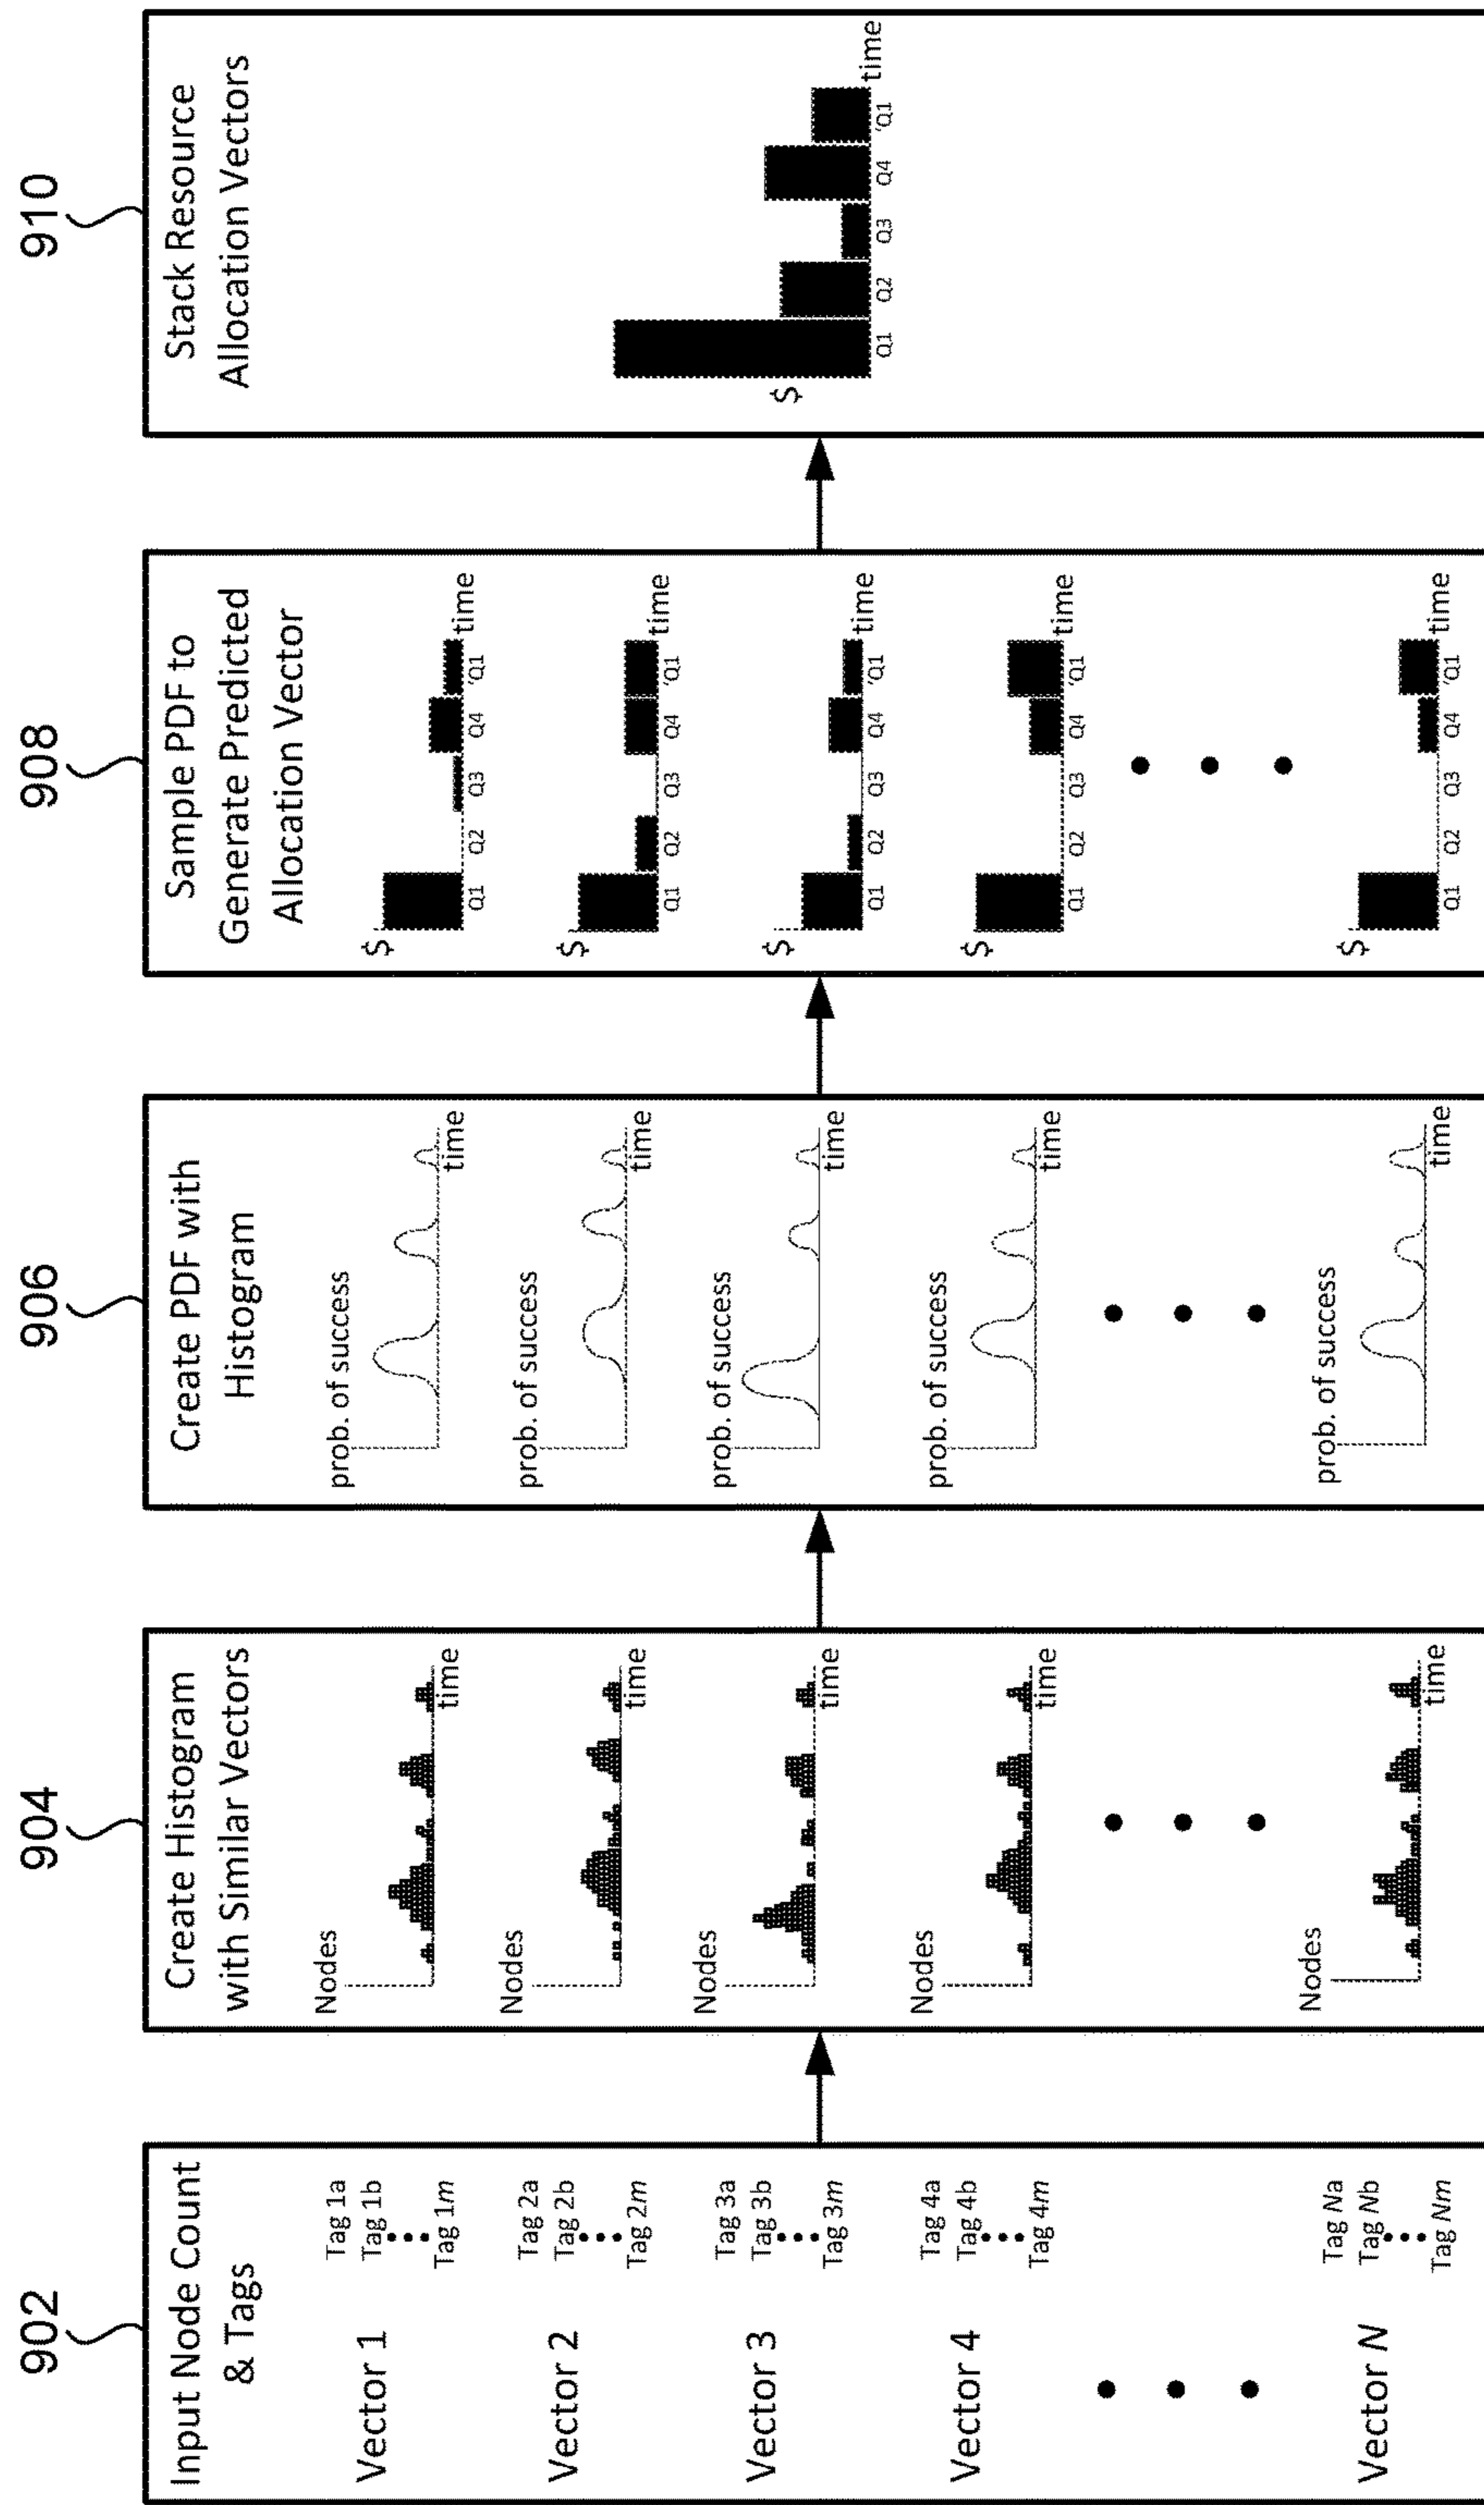 902
Input Node Count
& Tags
Vector 1
Tag 1a
Tag 1b
Tag 1m
Vector 2
Tag 2a
Tag 2b
Tag 2m
Vector 3
Tag 3a
Tag 3b
Tag 3m
Vector 4
Tag 4a
Tag 4b
Tag 4m
Vector N
Tag Na
Tag Nb
Tag Nm
904
Create Histogram
with Similar Vectors
Nodes
time
Nodes
time
Nodes
time
Nodes
time
Nodes
time
906
Create PDF with
Histogram
prob. of success
time
prob. of success
time
prob. of success
time
prob. of success
time
prob. of success
time
908
Sample PDF to
Generate Predicted
Allocation Vector
$
time
Q1 Q2 Q3 Q4 'Q1
$
time
Q1 Q2 Q3 Q4 'Q1
$
time
Q1 Q2 Q3 Q4 'Q1
$
time
Q1 Q2 Q3 Q4 'Q1
$
time
Q1 Q2 Q3 Q4 'Q1
910
Stack Resource
Allocation Vectors
$
time
Q1 Q2 Q3 Q4 'Q1